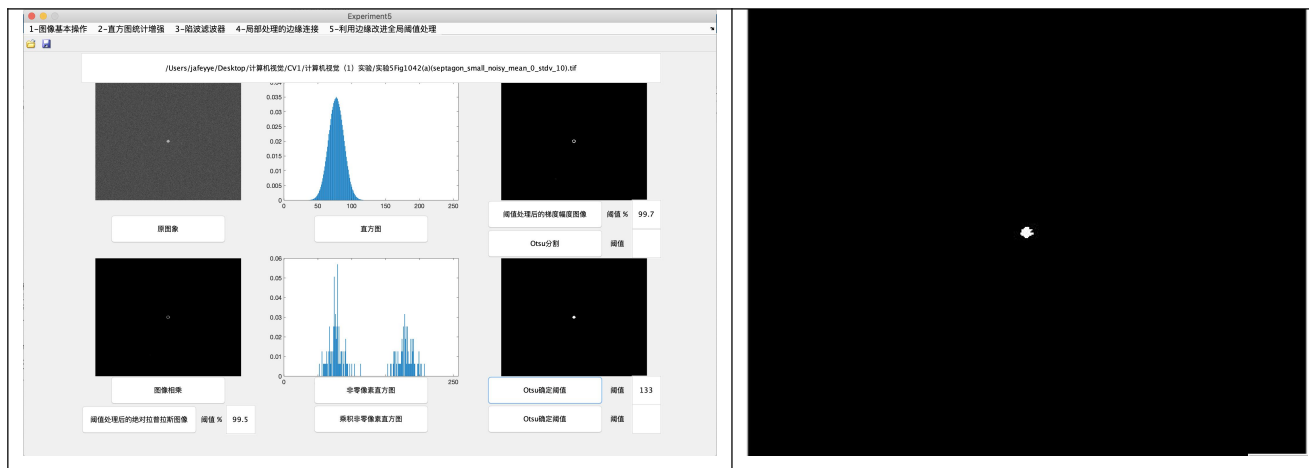 Experiment5
1-图像基本操作 2-直方图统计增强 3-陷波滤波器 4-局部处理的边缘连接 5-利用边缘改进全局阈值处理
/Users/jafeyye/Desktop/计算机视觉/CV1/计算机视觉（1）实验/实验5Fig1042(a)(septagon_small_noisy_mean_0_stdv_10).tif
0.04
0.035
0.03
0.025
0.02
0.015
0.01
0.005
0
0 50 100 150 200 250
原图象
直方图
阈值处理后的梯度幅度图像 阈值 % 99.7
Otsu分割 阈值
0.06
0.05
0.04
0.03
0.02
0.01
0
0 250
图像相乘
非零像素直方图
Otsu确定阈值 阈值 133
阈值处理后的绝对拉普拉斯图像 阈值 % 99.5
乘积非零像素直方图
Otsu确定阈值 阈值